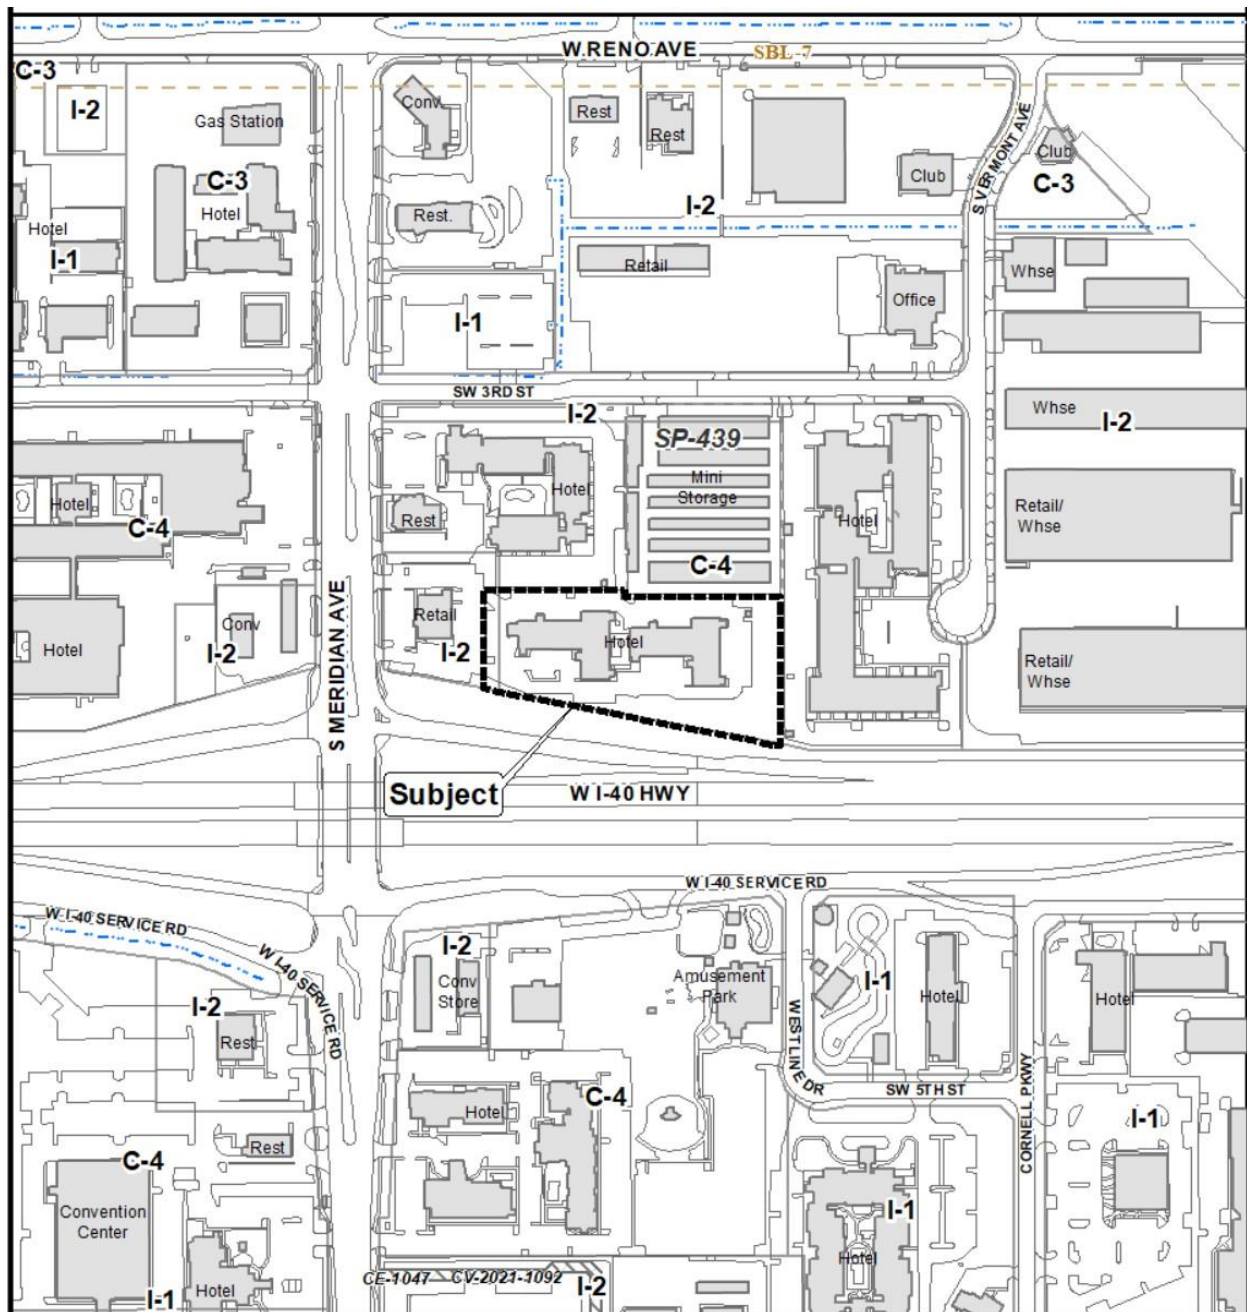 W. RENO AVE
SBL-7
C-3
I-2
Gas Station
Conv.
Rest
Rest
Club
Club
C-3
S VERMONT AVE
C-3
Hotel
Hotel
I-1
Rest.
I-2
Retail
Whse
Office
I-1
SW 3RD ST
I-2
SP-439
Mini
Storage
Whse
I-2
Hotel
C-4
Hotel
Rest
Hotel
Retail/
Whse
C-4
S MERIDIAN AVE
Hotel
Conv
I-2
Retail
I-2
Hotel
Retail/
Whse
Subject
W I-40 HWY
W I-40 SERVICE RD
W I-40 SERVICE RD
W I-40 SERVICE RD
I-2
Conv
Store
Amusement
Park
I-1
Hotel
Hotel
I-2
Rest
WESTLINE DR
SW 5TH ST
CORNELL PKWY
Hotel
C-4
I-1
Rest
C-4
Convention
Center
I-1
Hotel
CE-1047
CV-2021-1092
I-2
Hotel
I-1